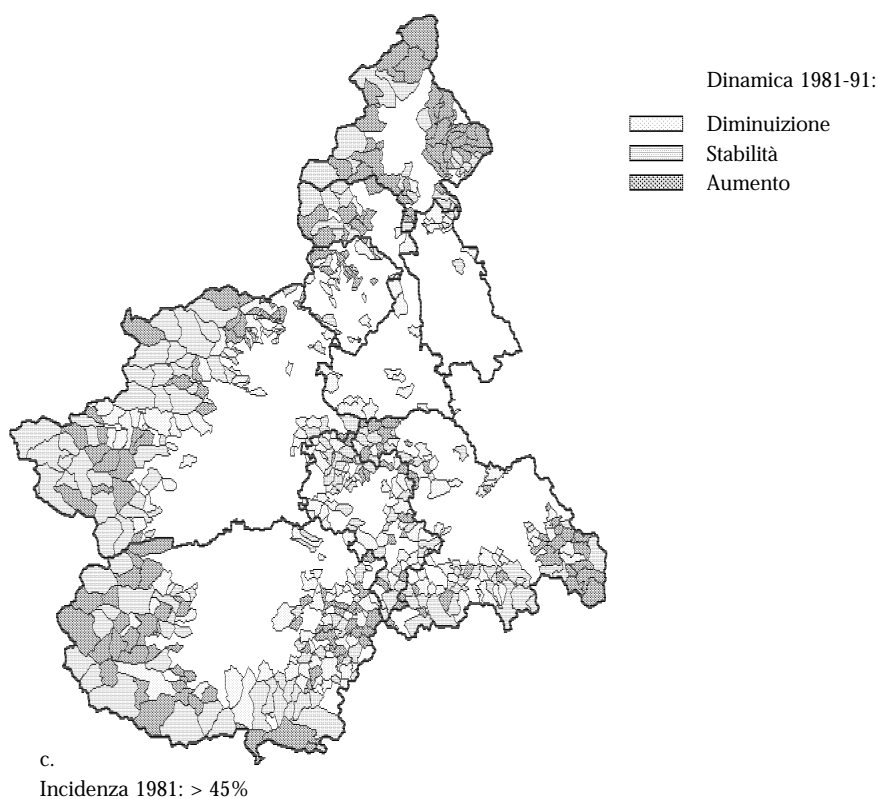 Dinamica 1981-91:
Diminuizione
Stabilità
Aumento
c.
Incidenza 1981: > 45%